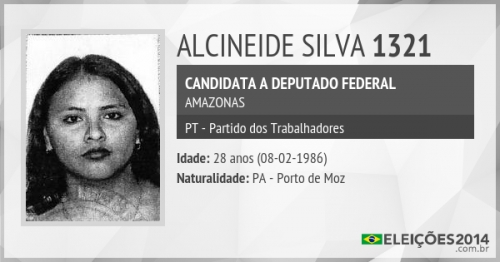 ALCINEIDE SILVA 1321
CANDIDATA A DEPUTADO FEDERAL
AMAZONAS
PT - Partido dos Trabalhadores
Idade: 28 anos (08-02-1986)
Naturalidade: PA - Porto de Moz
ELEIÇÕES2014
.com.br